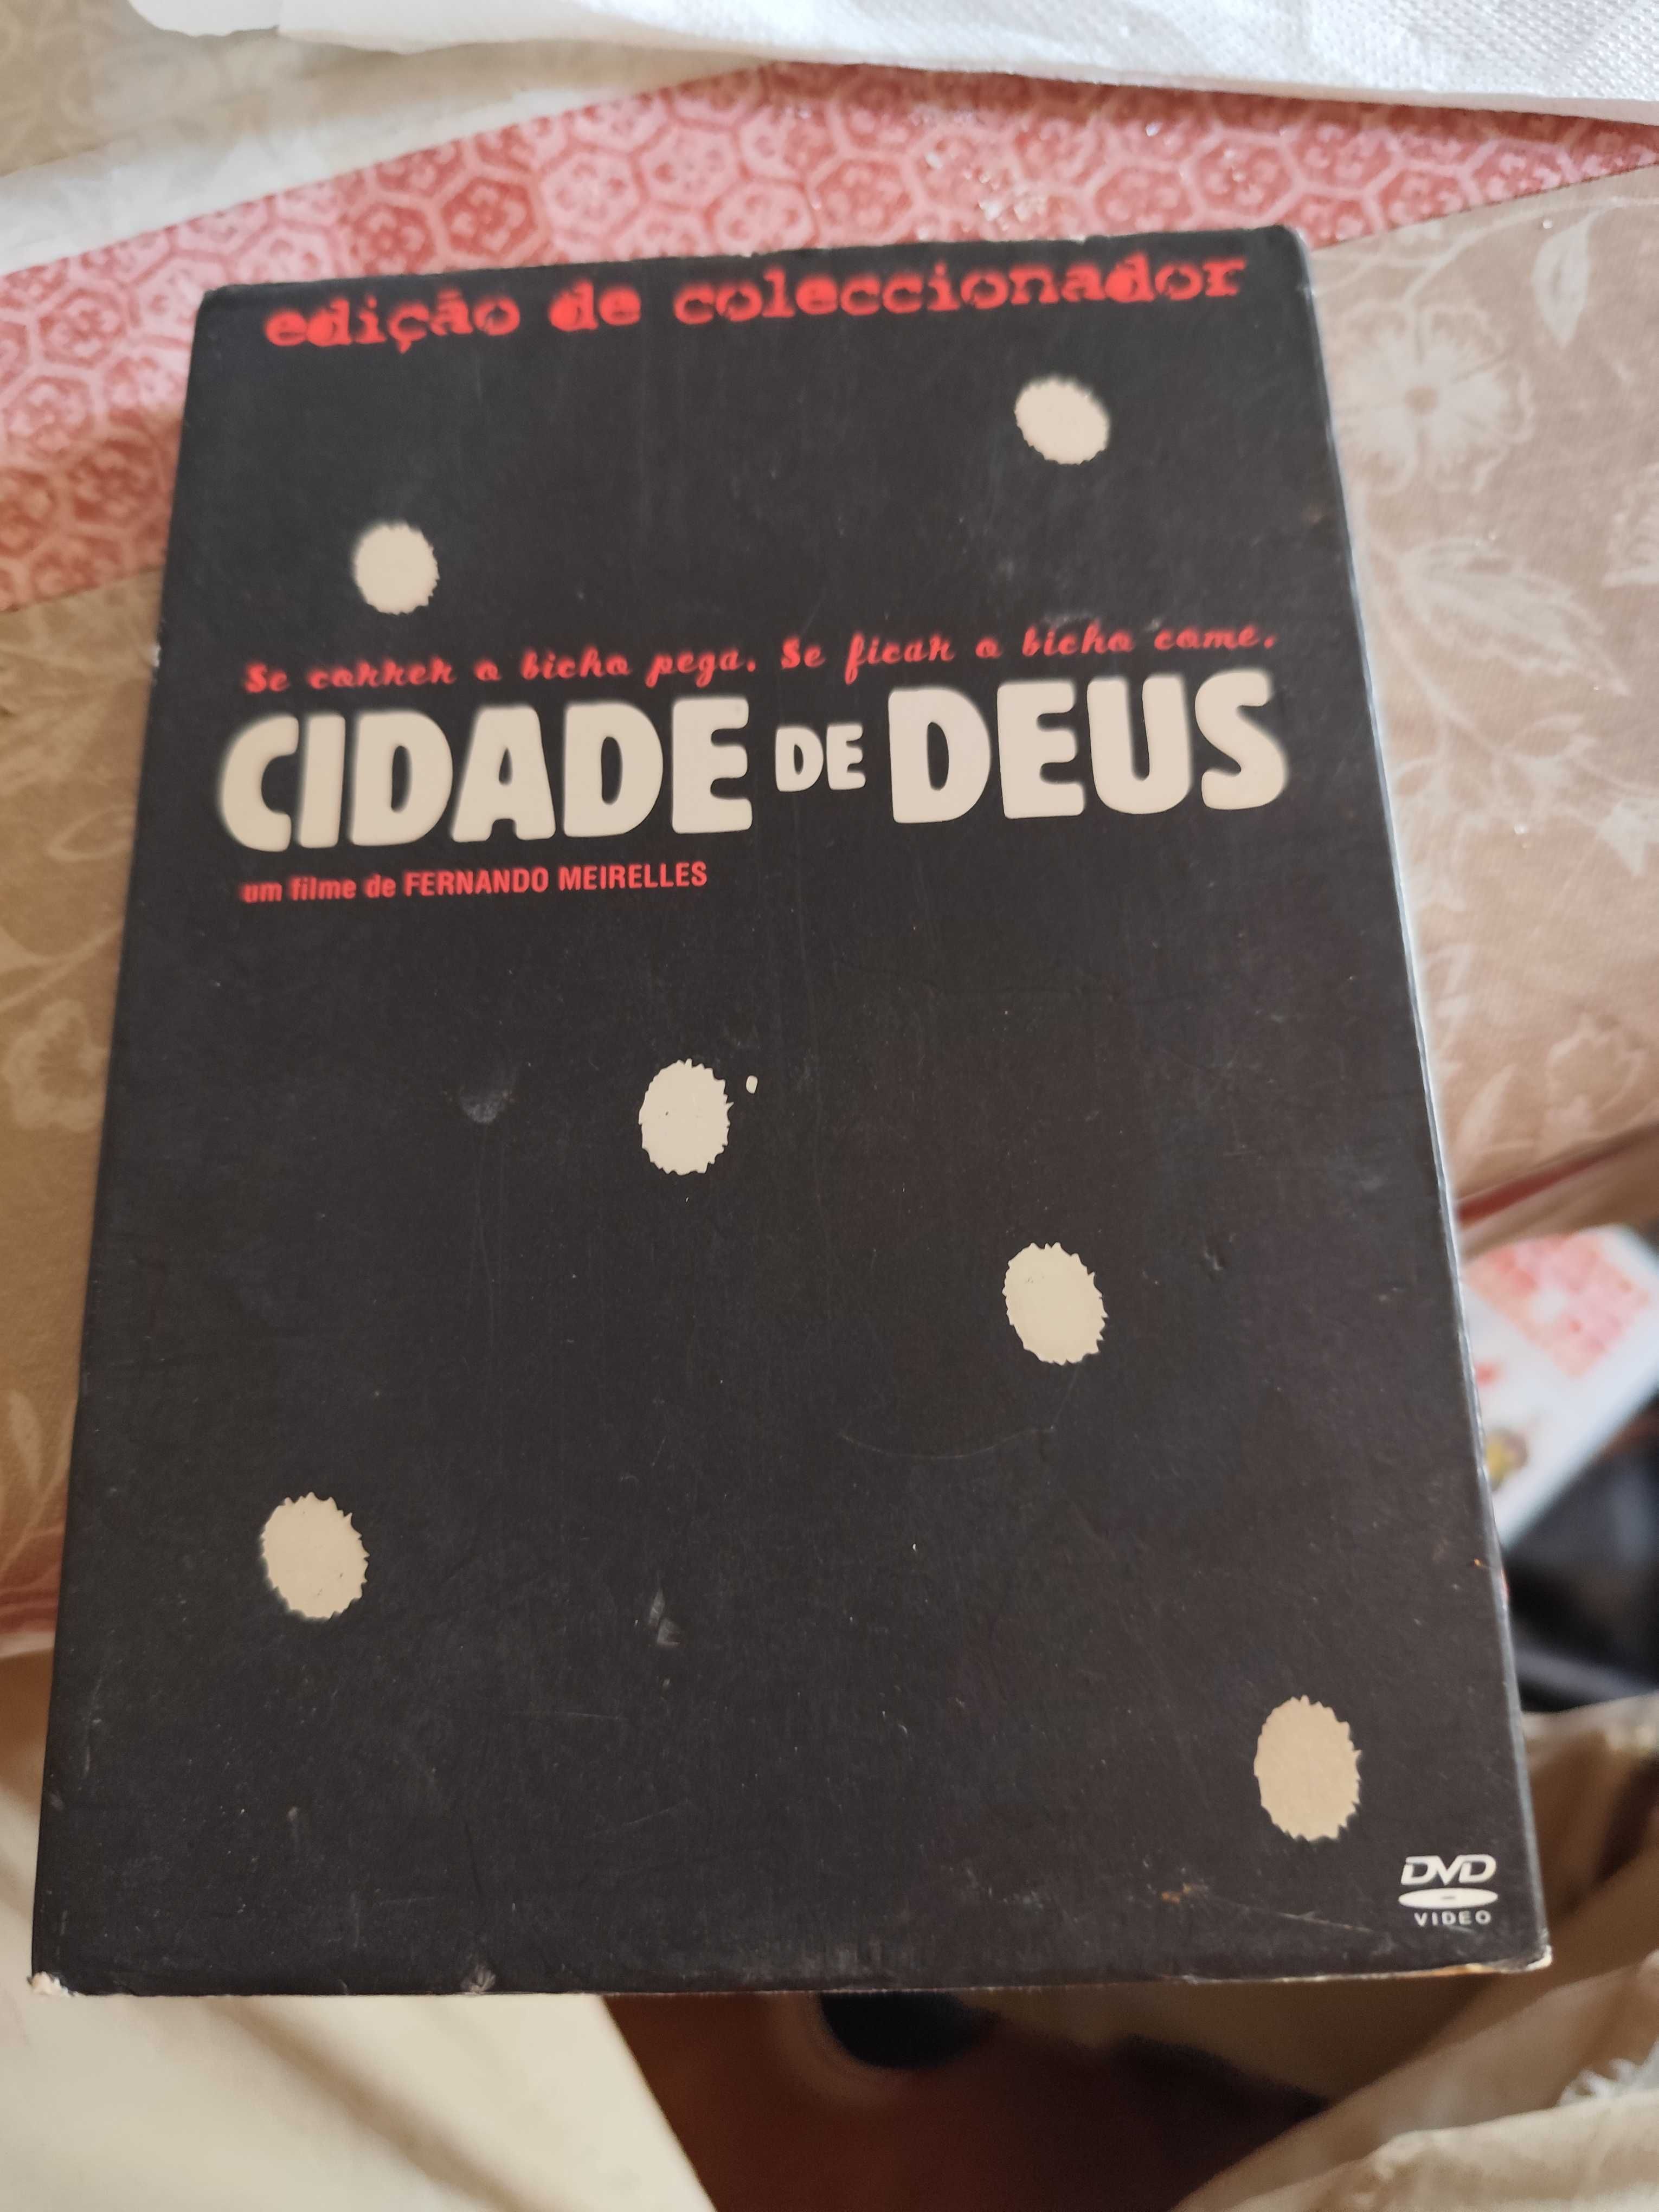 edição de coleccionador
Se correr o bicho pega. Se ficar o bicho come.
CIDADE DE DEUS
um filme de FERNANDO MEIRELLES
DVD
VIDEO